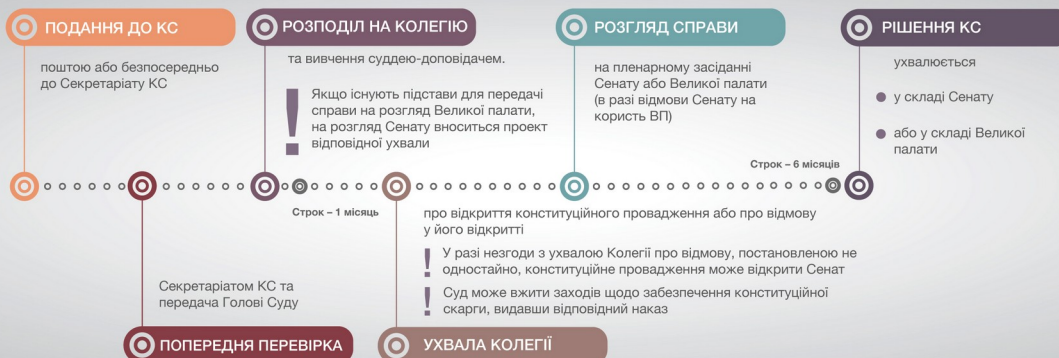 ПОДАННЯ ДО КС
поштою або безпосередньо
до Секретаріату КС
РОЗПОДІЛ НА КОЛЕГІЮ
та вивчення суддею-доповідачем.
! Якщо існують підстави для передачі
справи на розгляд Великої палати,
на розгляд Сенату вноситься проект
відповідної ухвали
РОЗГЛЯД СПРАВИ
на пленарному засіданні
Сенату або Великої палати
(в разі відмови Сенату на
користь ВП)
РІШЕННЯ КС
ухвалюється
у складі Сенату
або у складі Великої
палати
Строк – 6 місяців
Строк – 1 місяць
Секретаріатом КС та
передача Голові Суду
ПОПЕРЕДНЯ ПЕРЕВІРКА
про відкриття конституційного провадження або про відмову
у його відкритті
! У разі незгоди з ухвалою Колегії про відмову, постановленою не
одностайно, конституційне провадження може відкрити Сенат
! Суд може вжити заходів щодо забезпечення конституційної
скарги, видавши відповідний наказ
УХВАЛА КОЛЕГІЇ